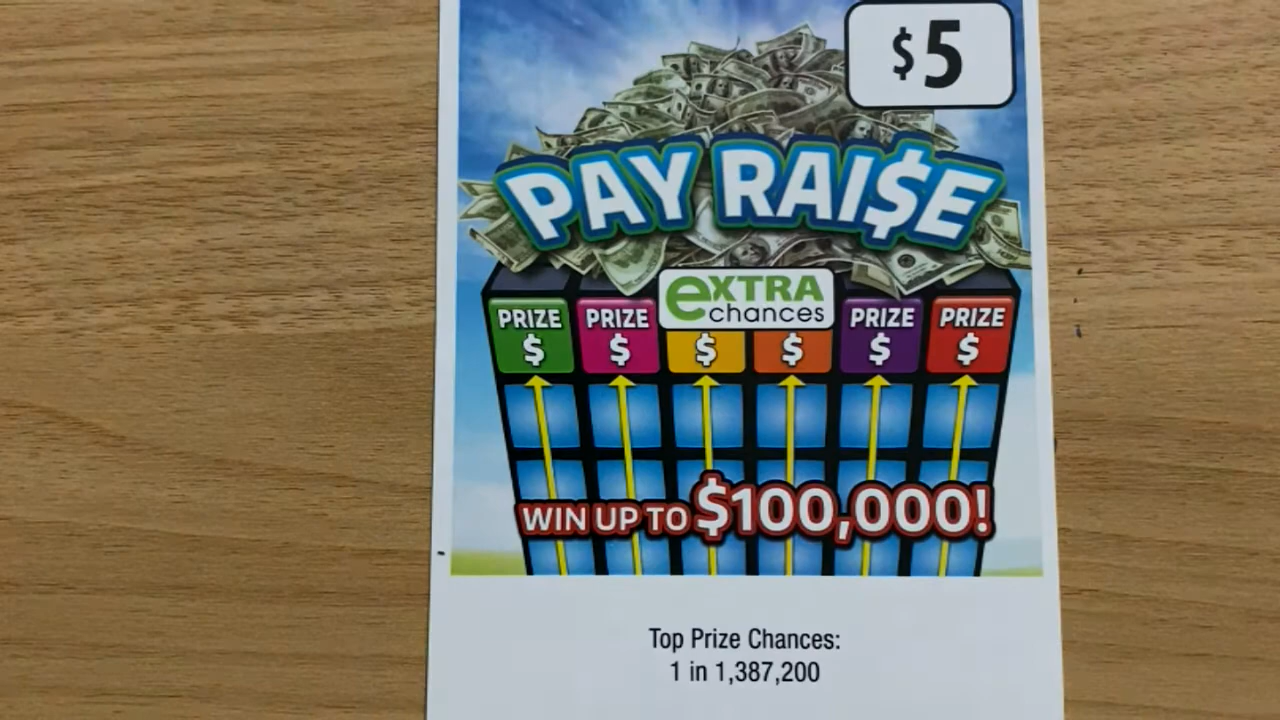 $5
PAY RAI$E
eXTRA
chances
PRIZE PRIZE PRIZE PRIZE
$ $ $ $ $ $
WIN UP TO $100,000!
Top Prize Chances:
1 in 1,387,200